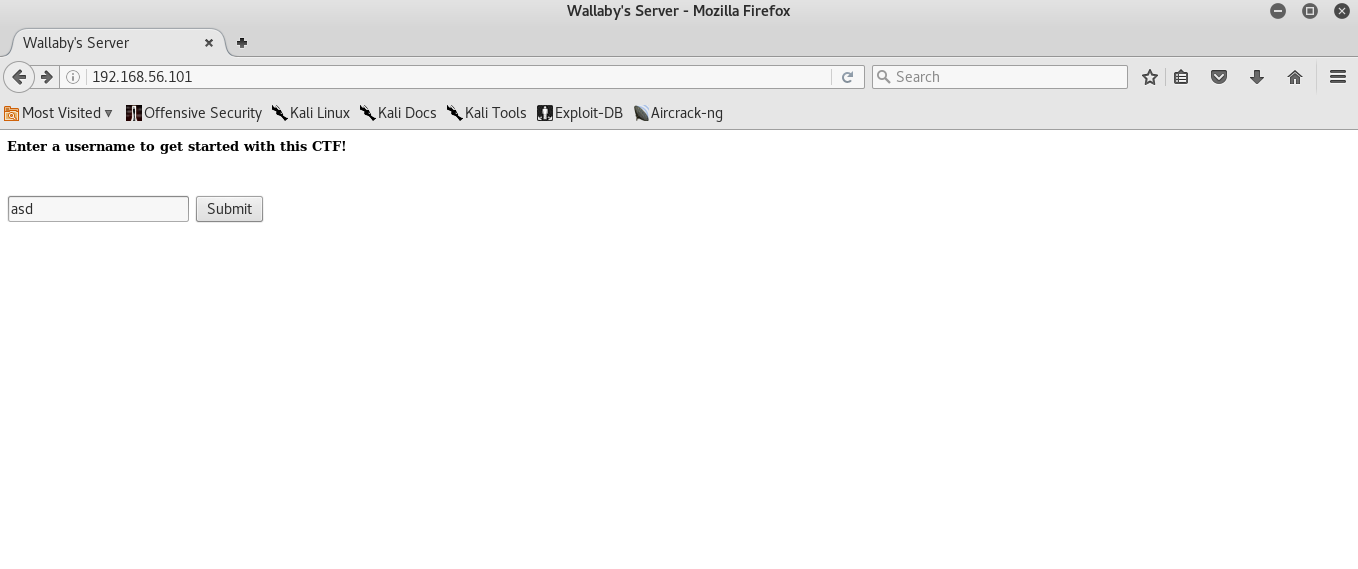 Wallaby's Server - Mozilla Firefox
Wallaby's Server
192.168.56.101
Search
Most Visited
Offensive Security
Kali Linux
Kali Docs
Kali Tools
Exploit-DB
Aircrack-ng
Enter a username to get started with this CTF!
asd
Submit